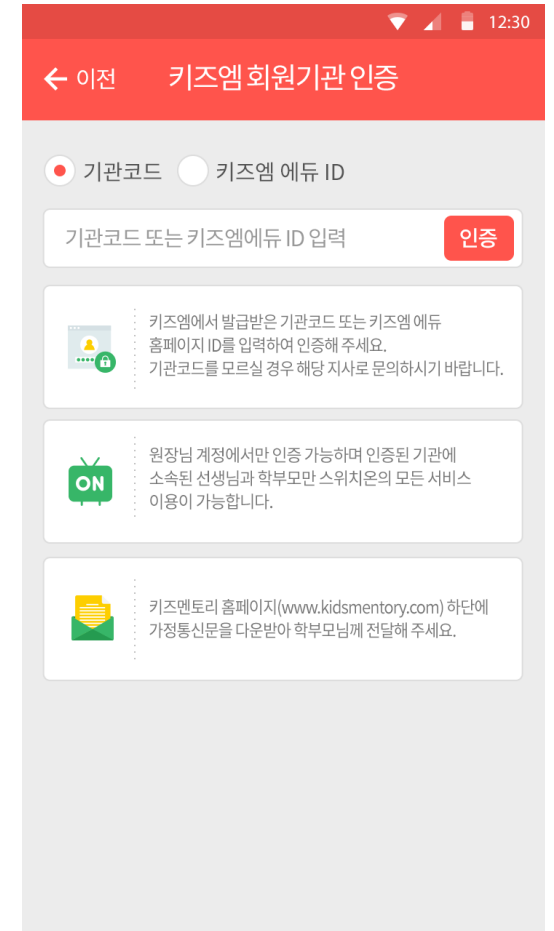 12:30
이전 키즈엠 회원기관 인증
기관코드 키즈엠 에듀 ID
기관코드 또는 키즈엠에듀 ID 입력 인증
키즈엠에서 발급받은 기관코드 또는 키즈엠 에듀
홈페이지 ID를 입력하여 인증해 주세요.
기관코드를 모르실 경우 해당 지사로 문의하시기 바랍니다.
ON
원장님 계정에서만 인증 가능하며 인증된 기관에
소속된 선생님과 학부모만 스위치온의 모든 서비스
이용이 가능합니다.
키즈멘토리 홈페이지(www.kidsmentory.com) 하단에
가정통신문을 다운받아 학부모님께 전달해 주세요.